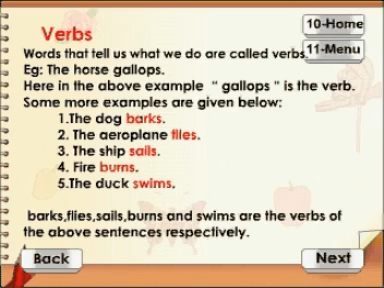 Verbs
10-Home
Words that tell us what we do are called verbs.
11-Menu
Eg: The horse gallops.
Here in the above example " gallops " is the verb.
Some more examples are given below:
1.The dog barks.
2. The aeroplane flies.
3. The ship sails.
4. Fire burns.
5.The duck swims.
barks,flies,sails,burns and swims are the verbs of
the above sentences respectively.
Back
Next